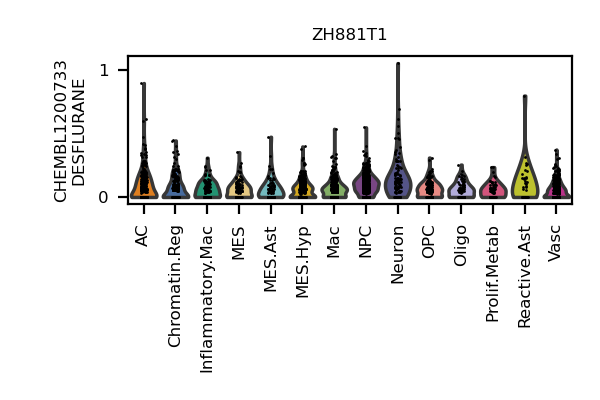 ZH881T1
CHEMBL1200733
DESFLURANE
1
0
AC
Chromatin.Reg
Inflammatory.Mac
MES
MES.Ast
MES.Hyp
Mac
NPC
Neuron
OPC
Oligo
Prolif.Metab
Reactive.Ast
Vasc